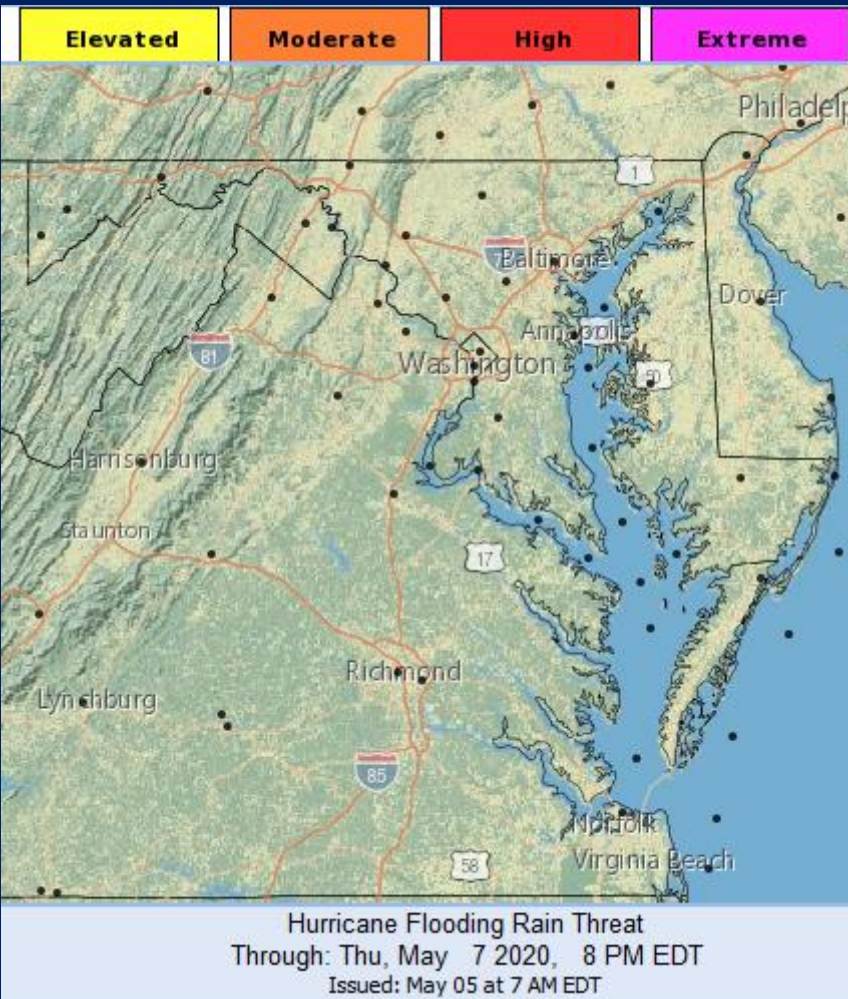 Elevated Moderate High Extreme
Philadelp
1
Baltimore
Dover
Annapolis
81
Washington
50
Harrisonburg
Staunton
17
Richmond
Lynchburg
85
Norfolk
58
Virginia Beach
Hurricane Flooding Rain Threat
Through: Thu, May 7 2020, 8 PM EDT
Issued: May 05 at 7 AM EDT